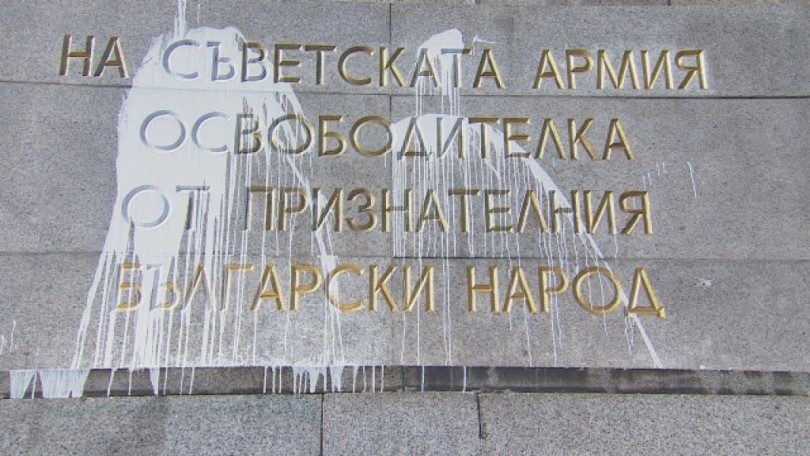 НА СЪВЕТСКАТА АРМИЯ
ОСВОБОДИТЕЛКА
ОТ ПРИЗНАТЕЛНИЯ
БЪЛГАРСКИ НАРОД